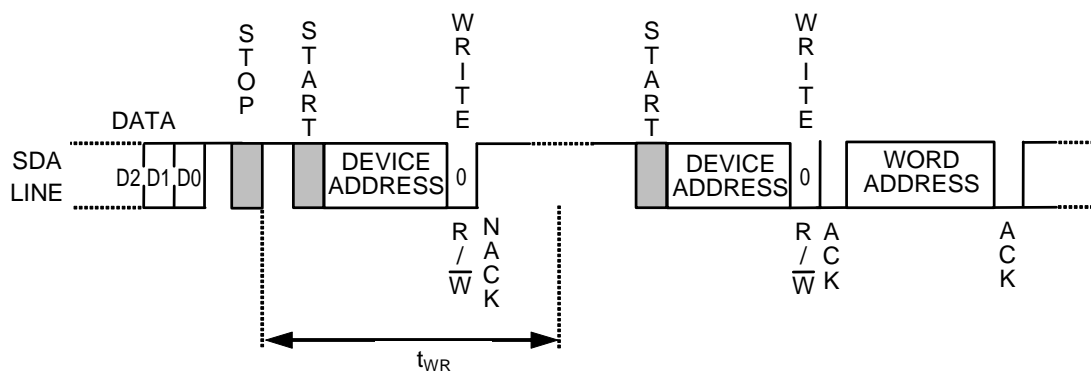 STOP
START
WRITE
START
WRITE
DATA
SDA LINE
D2 D1 D0
DEVICE ADDRESS
0
DEVICE ADDRESS
0
WORD ADDRESS
R/W̅
NACK
R/W̅
ACK
ACK
tWR